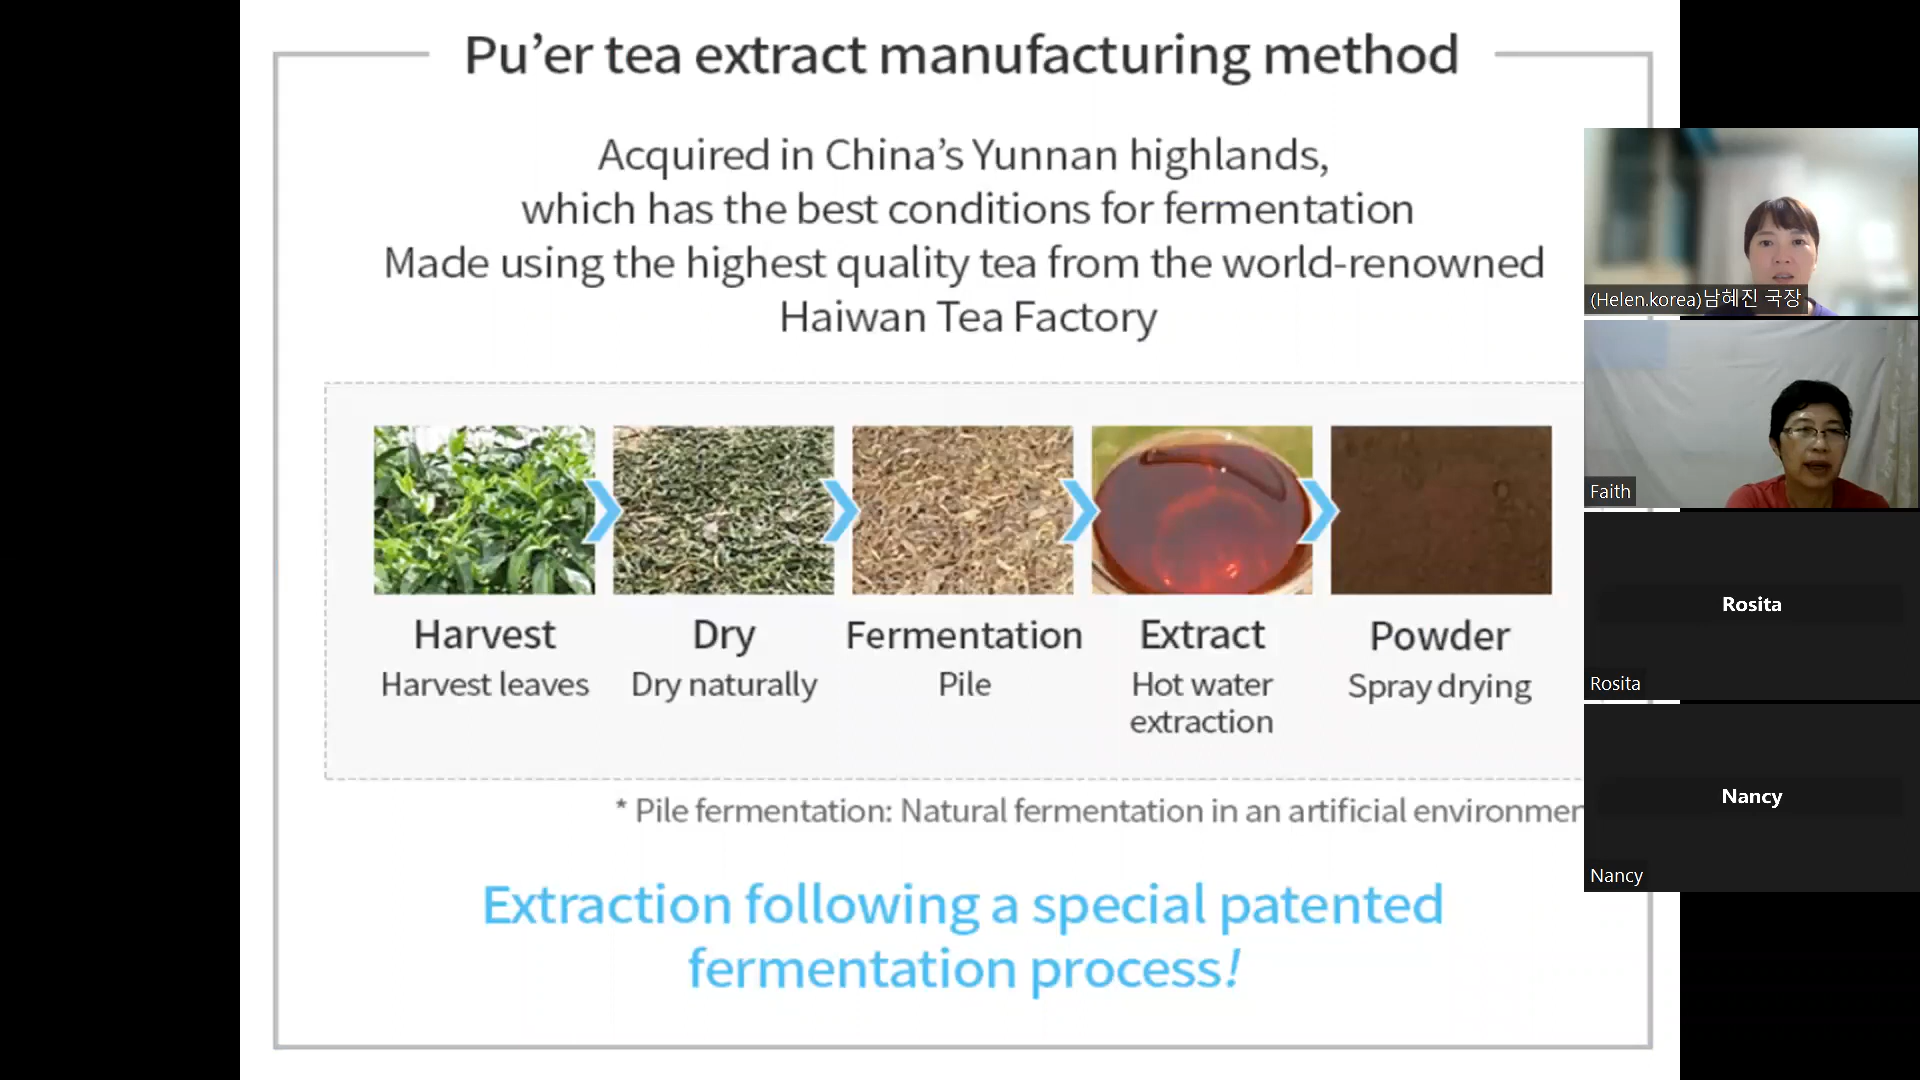 Pu’er tea extract manufacturing method
Acquired in China’s Yunnan highlands,
which has the best conditions for fermentation
Made using the highest quality tea from the world-renowned
Haiwan Tea Factory
Harvest
Harvest leaves
Dry
Dry naturally
Fermentation
Pile
Extract
Hot water
extraction
Powder
Spray drying
* Pile fermentation: Natural fermentation in an artificial
Extraction following a special patented
fermentation process!
(Helen.korea)남혜진 국장
Faith
Rosita
Rosita
Nancy
Nancy